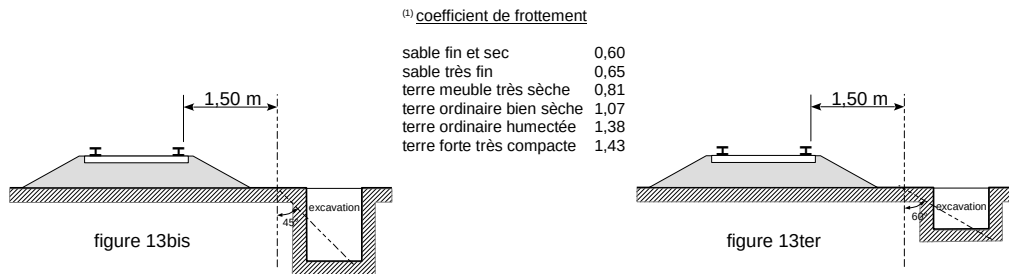 (1) coefficient de frottement
sable fin et sec 0,60
sable très fin 0,65
terre meuble très sèche 0,81
terre ordinaire bien sèche 1,07
terre ordinaire humectée 1,38
terre forte très compacte 1,43
1,50 m
excavation
45°
figure 13bis
1,50 m
excavation
60°
figure 13ter